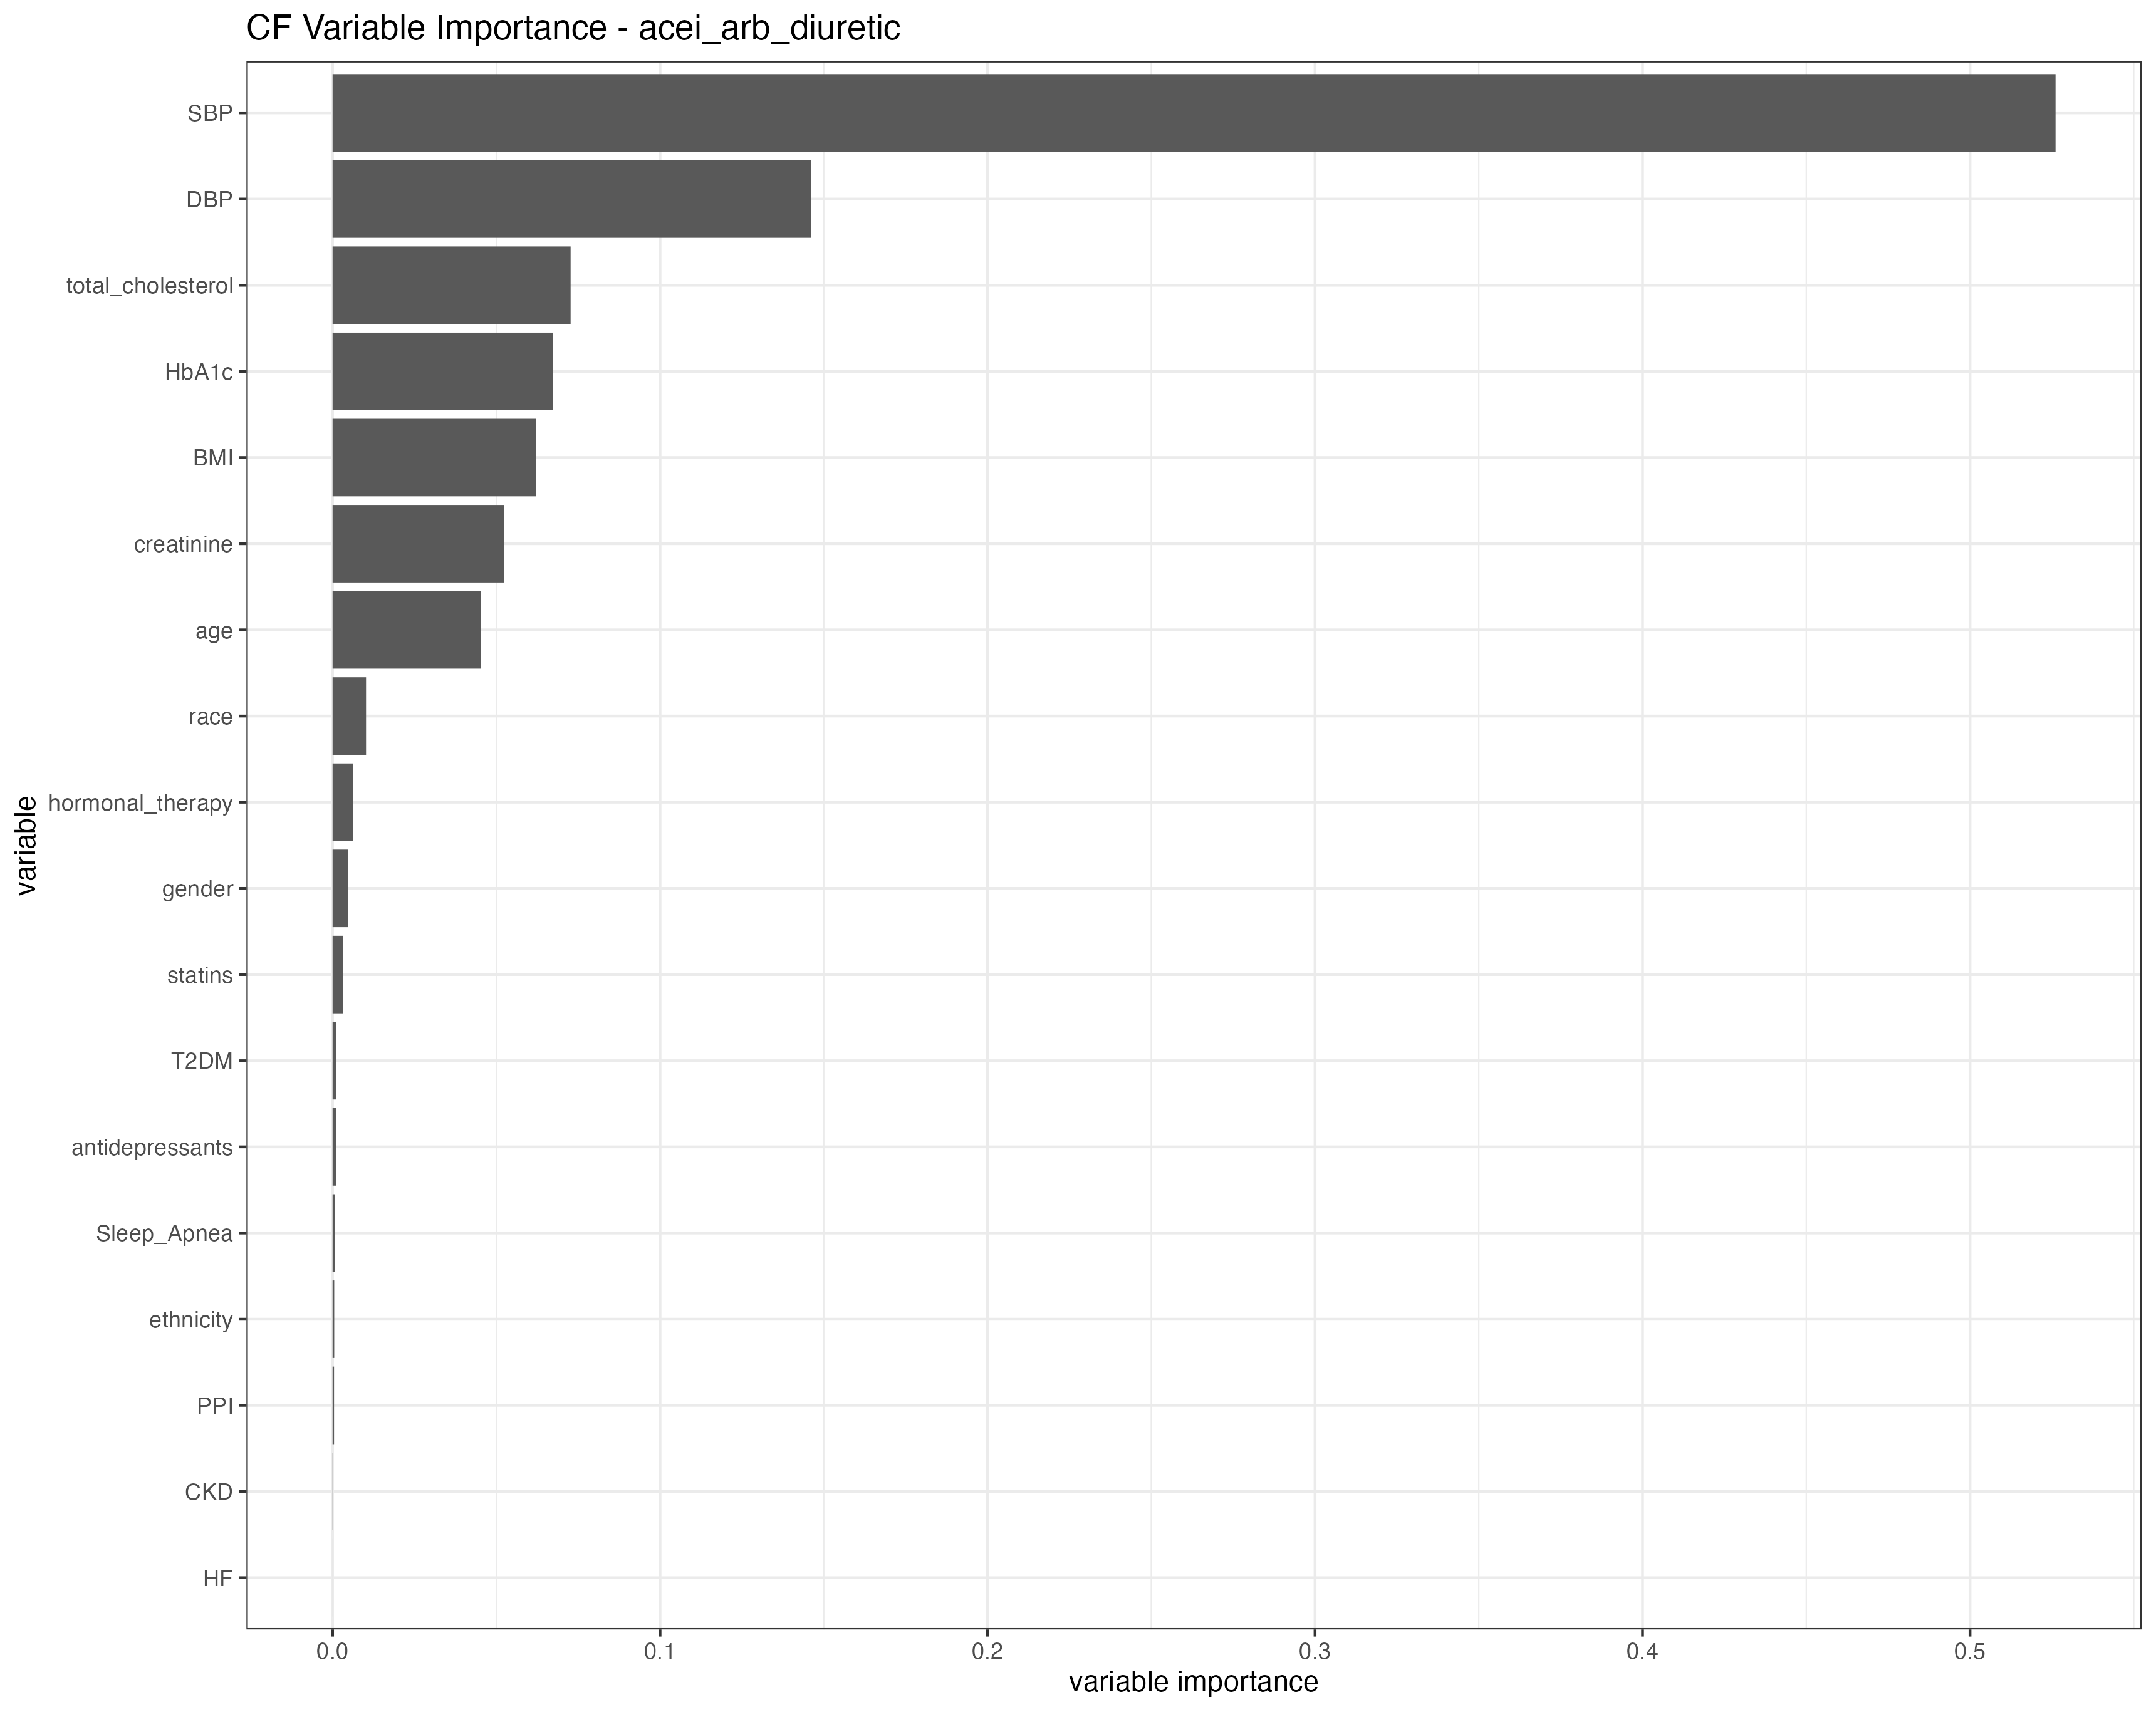 CF Variable Importance - acei_arb_diuretic
SBP
DBP
total_cholesterol
HbA1c
BMI
creatinine
age
race
hormonal_therapy
gender
statins
T2DM
antidepressants
Sleep_Apnea
ethnicity
PPI
CKD
HF
variable
0.0 0.1 0.2 0.3 0.4 0.5
variable importance